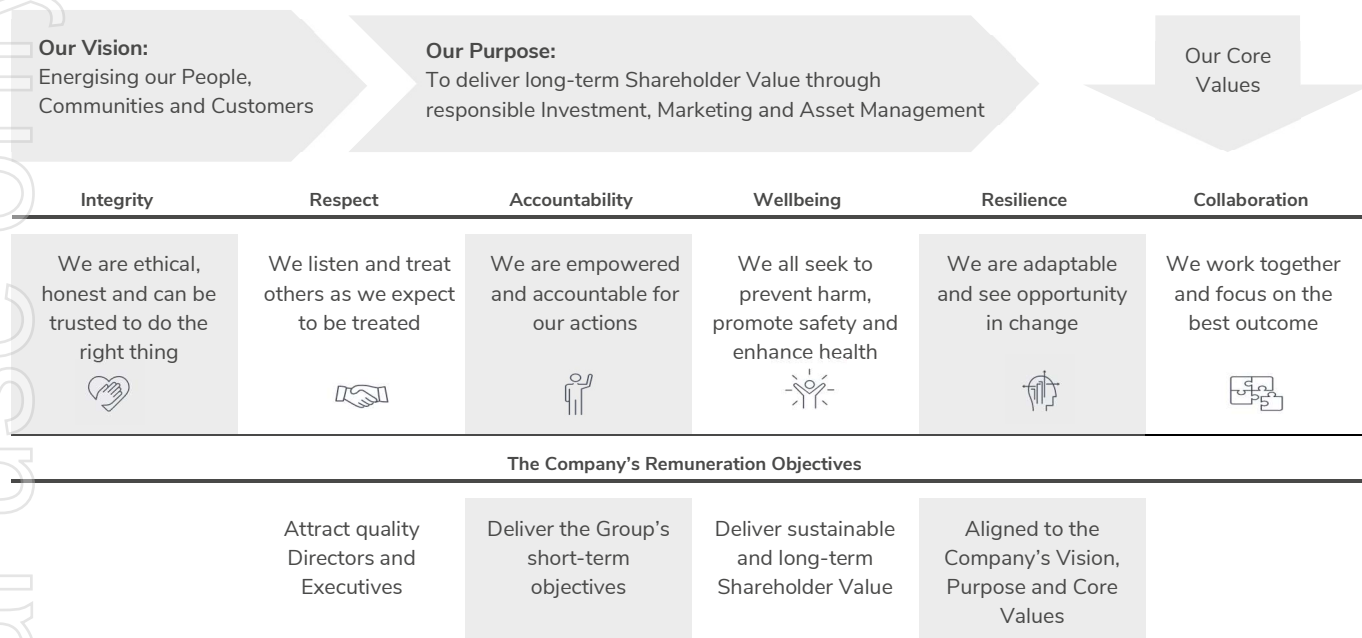 Our Vision:
Energising our People,
Communities and Customers
Our Purpose:
To deliver long-term Shareholder Value through
responsible Investment, Marketing and Asset Management
Our Core
Values
Integrity
Respect
Accountability
Wellbeing
Resilience
Collaboration
We are ethical,
honest and can be
trusted to do the
right thing
We listen and treat
others as we expect
to be treated
We are empowered
and accountable for
our actions
We all seek to
prevent harm,
promote safety and
enhance health
We are adaptable
and see opportunity
in change
We work together
and focus on the
best outcome
The Company’s Remuneration Objectives
Attract quality
Directors and
Executives
Deliver the Group’s
short-term
objectives
Deliver sustainable
and long-term
Shareholder Value
Aligned to the
Company’s Vision,
Purpose and Core
Values